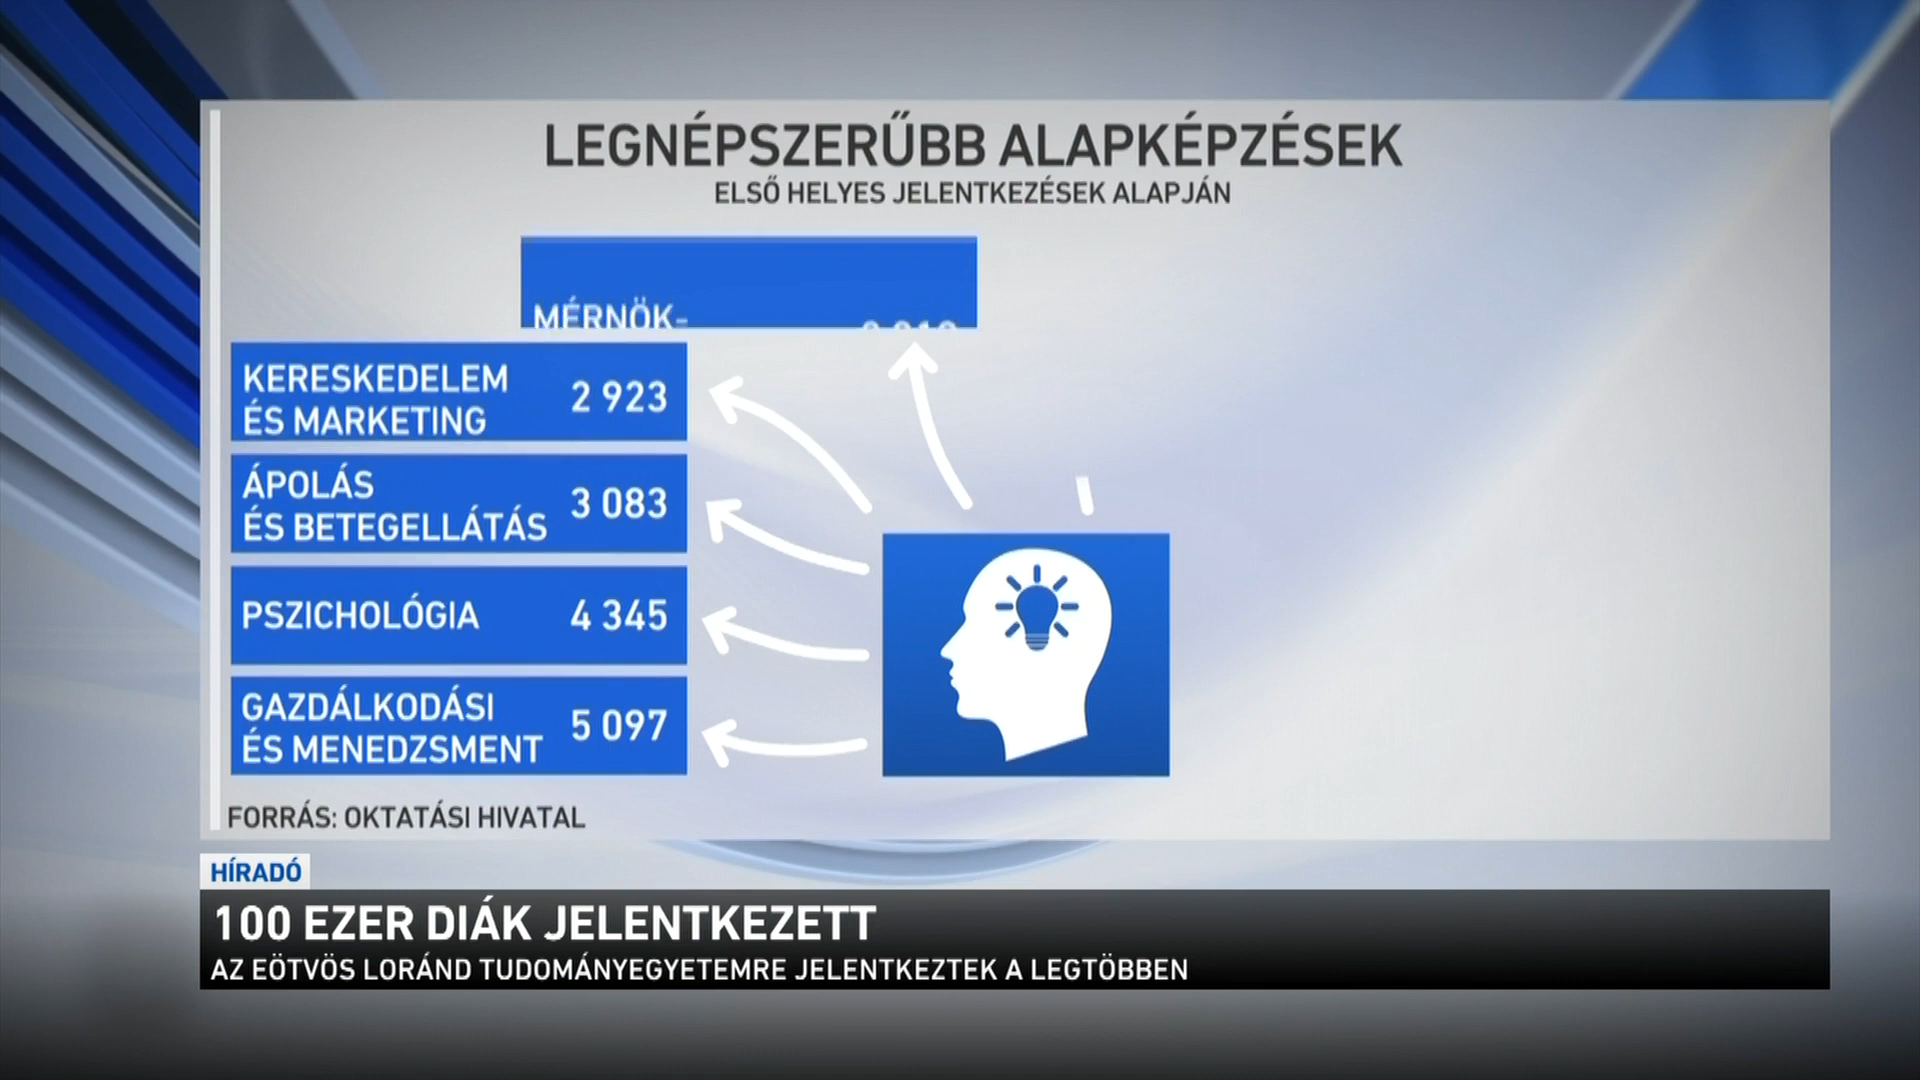 LEGNÉPSZERŰBB ALAPKÉPZÉSEK
ELSŐ HELYES JELENTKEZÉSEK ALAPJÁN
MÉRNÖK-
KERESKEDELEM
ÉS MARKETING 2 923
ÁPOLÁS
ÉS BETEGELLÁTÁS 3 083
PSZICHOLÓGIA 4 345
GAZDÁLKODÁSI
ÉS MENEDZSMENT 5 097
FORRÁS: OKTATÁSI HIVATAL
HÍRADÓ
100 EZER DIÁK JELENTKEZETT
AZ EÖTVÖS LORÁND TUDOMÁNYEGYETEMRE JELENTKEZTEK A LEGTÖBBEN